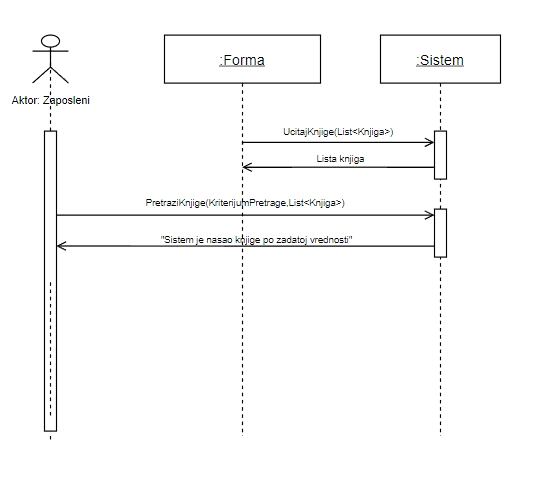 :Forma
:Sistem
Aktor: Zaposleni
UcitajKnjige(List<Knjiga>)
Lista knjiga
PretraziKnjige(KriterijumPretrage,List<Knjiga>)
"Sistem je nasao knjige po zadatoj vrednosti"